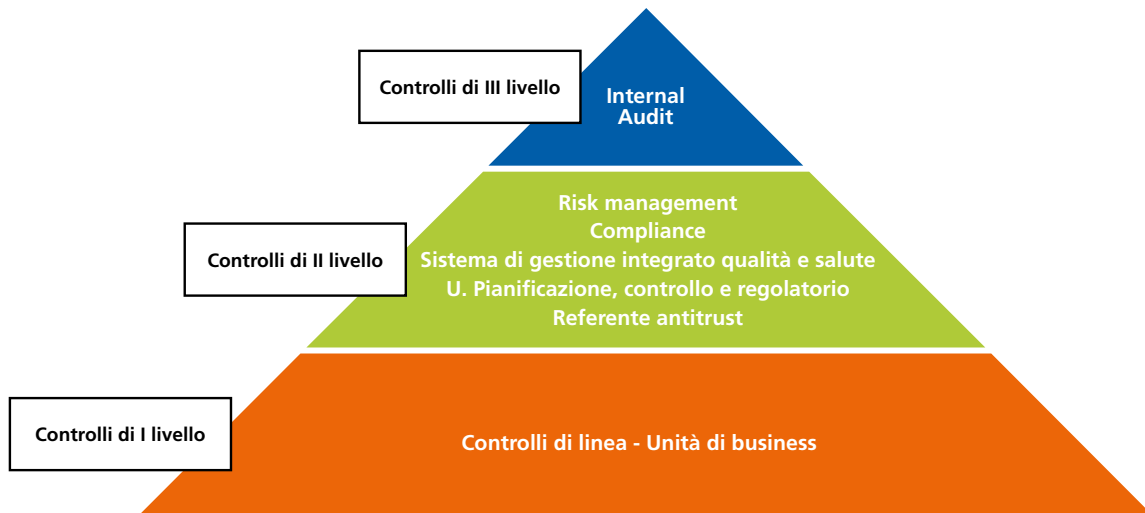 Controlli di III livello
Internal
Audit
Controlli di II livello
Risk management
Compliance
Sistema di gestione integrato qualità e salute
U. Pianificazione, controllo e regolatorio
Referente antitrust
Controlli di I livello
Controlli di linea - Unità di business